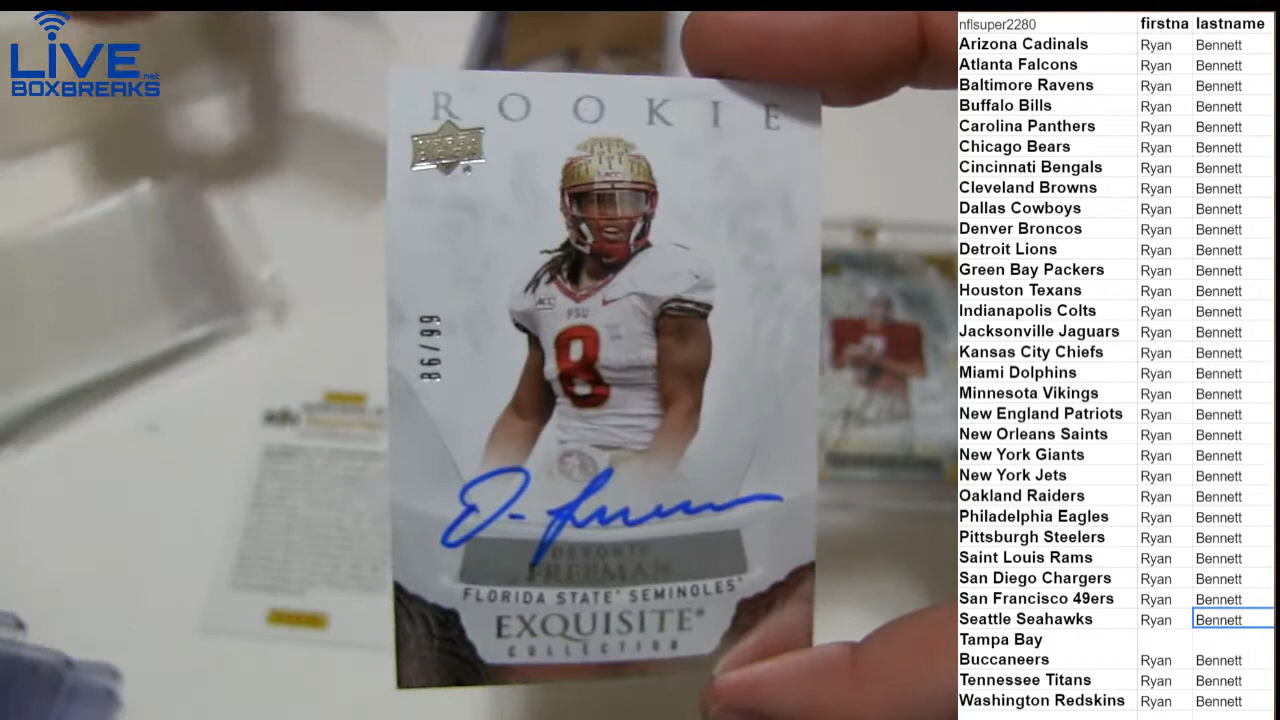 LIVE.net
BOXBREAKS
ROOKIE
ACC
ACC
FSU
8
86/99
D. Freeman
DEVONTA
FREEMAN
FLORIDA STATE® SEMINOLES®
EXQUISITE®
COLLECTION
nflsuper2280 firstna lastname
Arizona Cadinals Ryan Bennett
Atlanta Falcons Ryan Bennett
Baltimore Ravens Ryan Bennett
Buffalo Bills Ryan Bennett
Carolina Panthers Ryan Bennett
Chicago Bears Ryan Bennett
Cincinnati Bengals Ryan Bennett
Cleveland Browns Ryan Bennett
Dallas Cowboys Ryan Bennett
Denver Broncos Ryan Bennett
Detroit Lions Ryan Bennett
Green Bay Packers Ryan Bennett
Houston Texans Ryan Bennett
Indianapolis Colts Ryan Bennett
Jacksonville Jaguars Ryan Bennett
Kansas City Chiefs Ryan Bennett
Miami Dolphins Ryan Bennett
Minnesota Vikings Ryan Bennett
New England Patriots Ryan Bennett
New Orleans Saints Ryan Bennett
New York Giants Ryan Bennett
New York Jets Ryan Bennett
Oakland Raiders Ryan Bennett
Philadelphia Eagles Ryan Bennett
Pittsburgh Steelers Ryan Bennett
Saint Louis Rams Ryan Bennett
San Diego Chargers Ryan Bennett
San Francisco 49ers Ryan Bennett
Seattle Seahawks Ryan Bennett
Tampa Bay
Buccaneers Ryan Bennett
Tennessee Titans Ryan Bennett
Washington Redskins Ryan Bennett